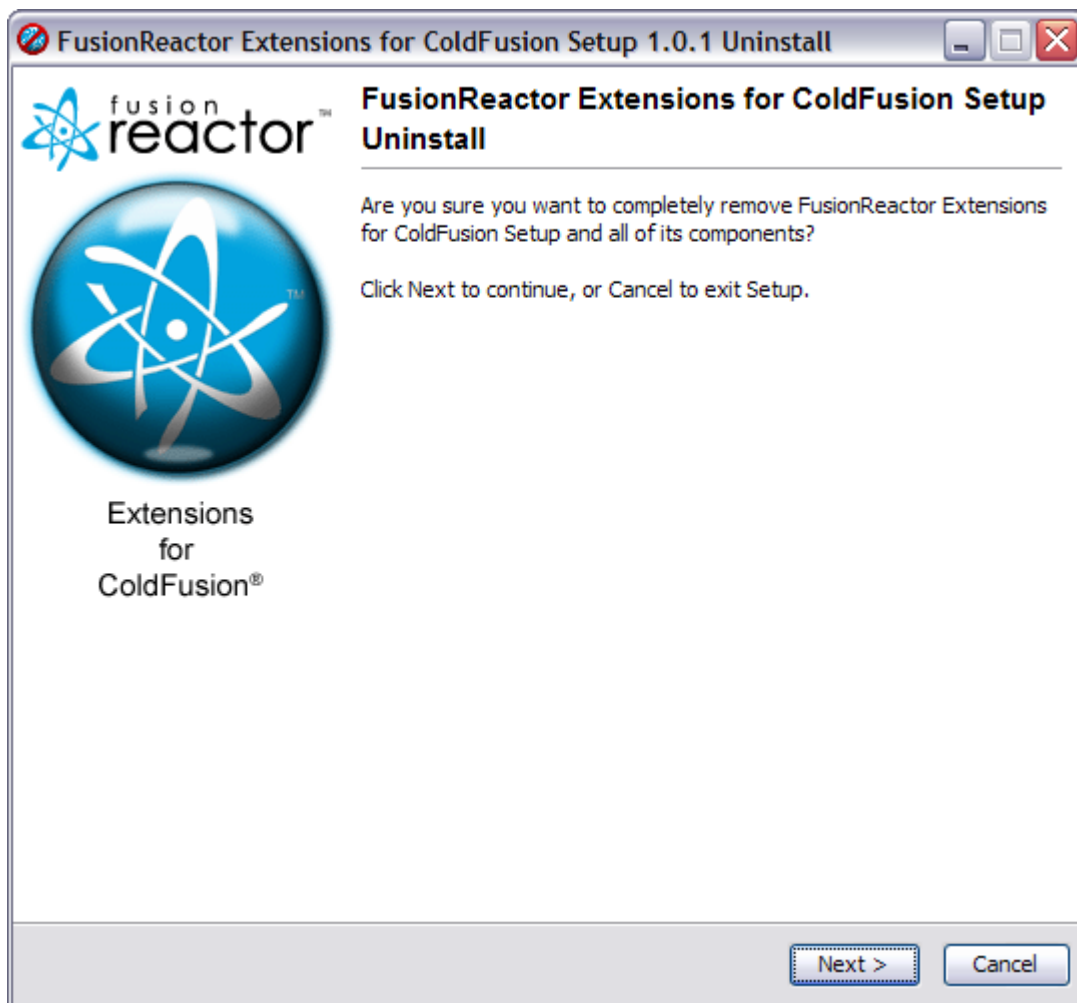 FusionReactor Extensions for ColdFusion Setup 1.0.1 Uninstall
fusion
reactor™
FusionReactor Extensions for ColdFusion Setup
Uninstall
Are you sure you want to completely remove FusionReactor Extensions
for ColdFusion Setup and all of its components?
Click Next to continue, or Cancel to exit Setup.
TM
Extensions
for
ColdFusion®
Next >
Cancel